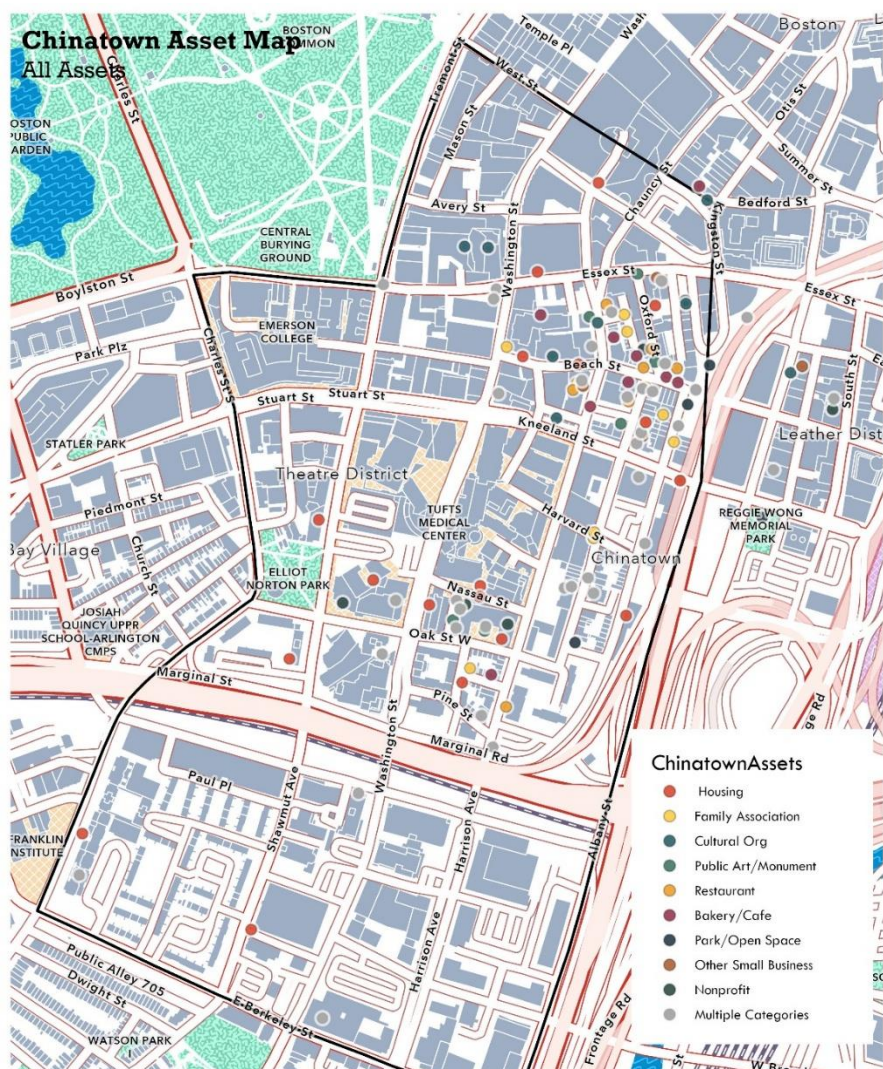 Chinatown Asset Map
All Assets
BOSTON
COMMON
Boston
Temple Pl
West St
Tremont St
Charles St
Mason St
Otis St
Summer St
Chauncy St
Bedford St
Kingston St
Avery St
Washington St
CENTRAL
BURYING
GROUND
Boylston St
Essex St
Essex St
EMERSON
COLLEGE
Oxford St
Park Plz
Charles St S
Beach St
South St
Stuart St
Stuart St
Kneeland St
Leather Dist
STATLER PARK
Theatre District
Piedmont St
TUFTS
MEDICAL
CENTER
Harvard St
REGGIE WONG
MEMORIAL
PARK
Bay Village
Church St
Chinatown
ELLIOT
NORTON PARK
Nassau St
JOSIAH
QUINCY UPPR
SCHOOL-ARLINGTON
CMPS
Oak St W
Marginal St
Pine St
Washington St
Marginal Rd
Paul Pl
Shawmut Ave
Harrison Ave
Albany St
FRANKLIN
Harrison Ave
Public Alley 705
Dwight St
E Berkeley St
WATSON PARK
I
Frontage Rd
ChinatownAssets
Housing
Family Association
Cultural Org
Public Art/Monument
Restaurant
Bakery/Cafe
Park/Open Space
Other Small Business
Nonprofit
Multiple Categories